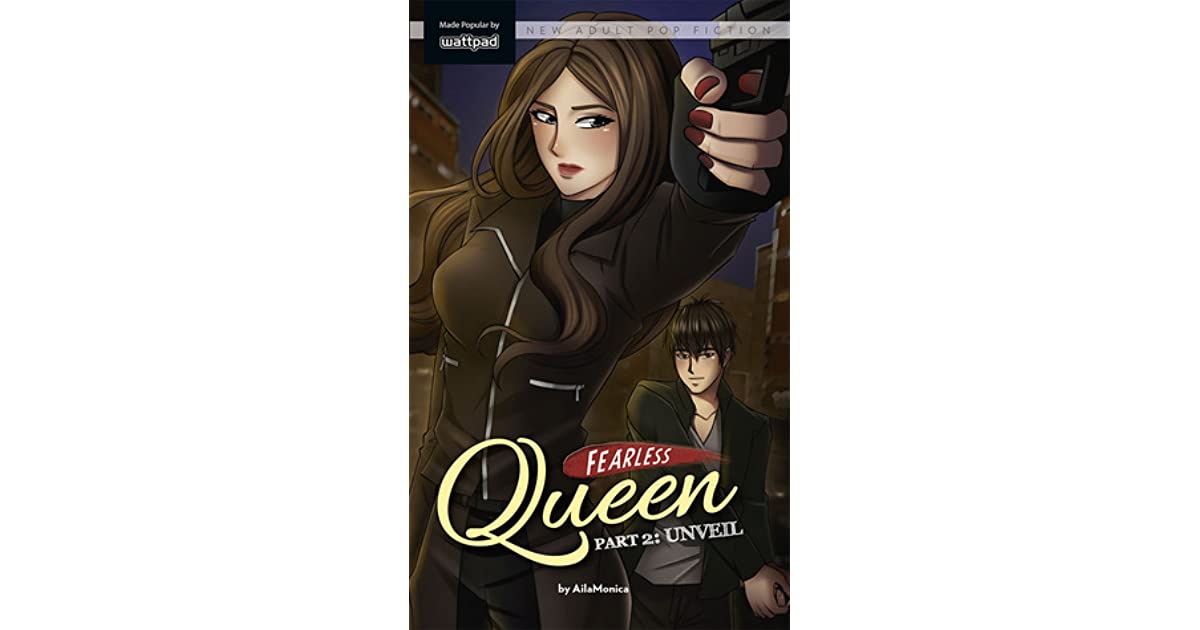 Made Popular by
wattpad
NEW ADULT POP FICTION
FEARLESS
Queen
PART 2: UNVEIL
by AilaMonica